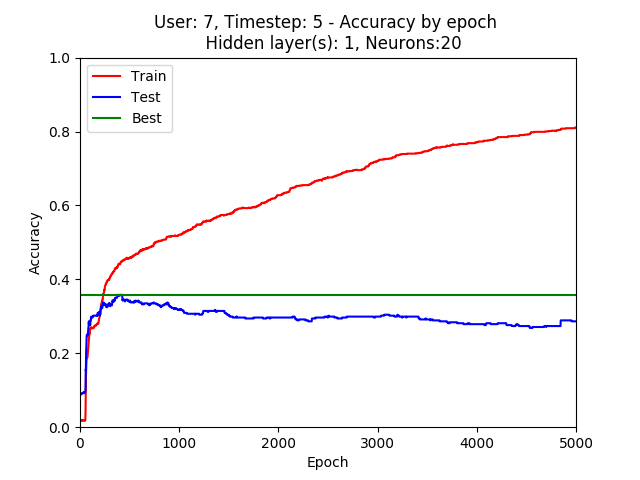 User: 7, Timestep: 5 - Accuracy by epoch
Hidden layer(s): 1, Neurons:20
1.0
0.8
0.6
0.4
0.2
0.0
Accuracy
Train
Test
Best
0 1000 2000 3000 4000 5000
Epoch